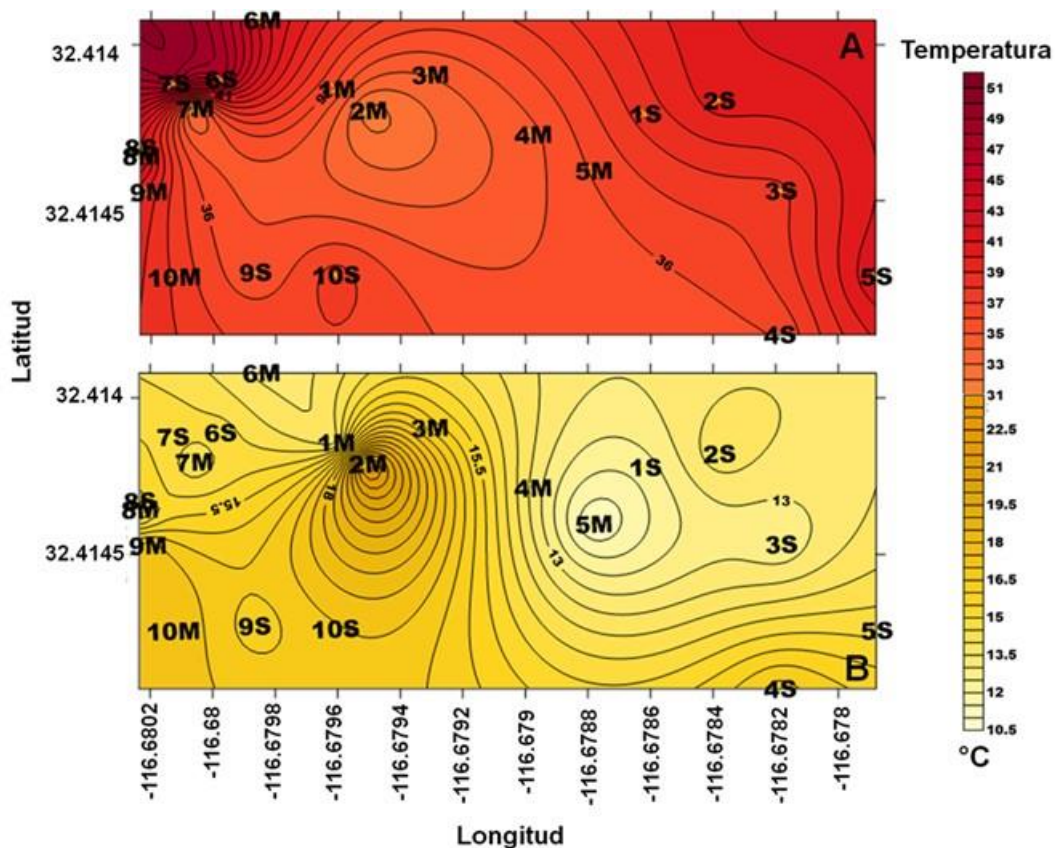 6M
A
32.414
Temperatura
7S 6S
41
1M 3M
2M
7M
38
1S 2S
4M
8S
8M
5M
9M
3S
32.4145
36
36
10M 9S 10S
5S
4S
51
49
47
45
43
41
39
37
35
33
31
22.5
21
19.5
18
16.5
15
13.5
12
10.5
°C
Latitud
6M
32.414
7S 6S
1M 3M
7M 2M
15.5
1S 2S
4M
18
8S
8M
15.5
13
5M
9M
3S
32.4145
13
10M 9S 10S
5S
4S
B
-116.6802
-116.68
-116.6798
-116.6796
-116.6794
-116.6792
-116.679
-116.6788
-116.6786
-116.6784
-116.6782
-116.678
Longitud